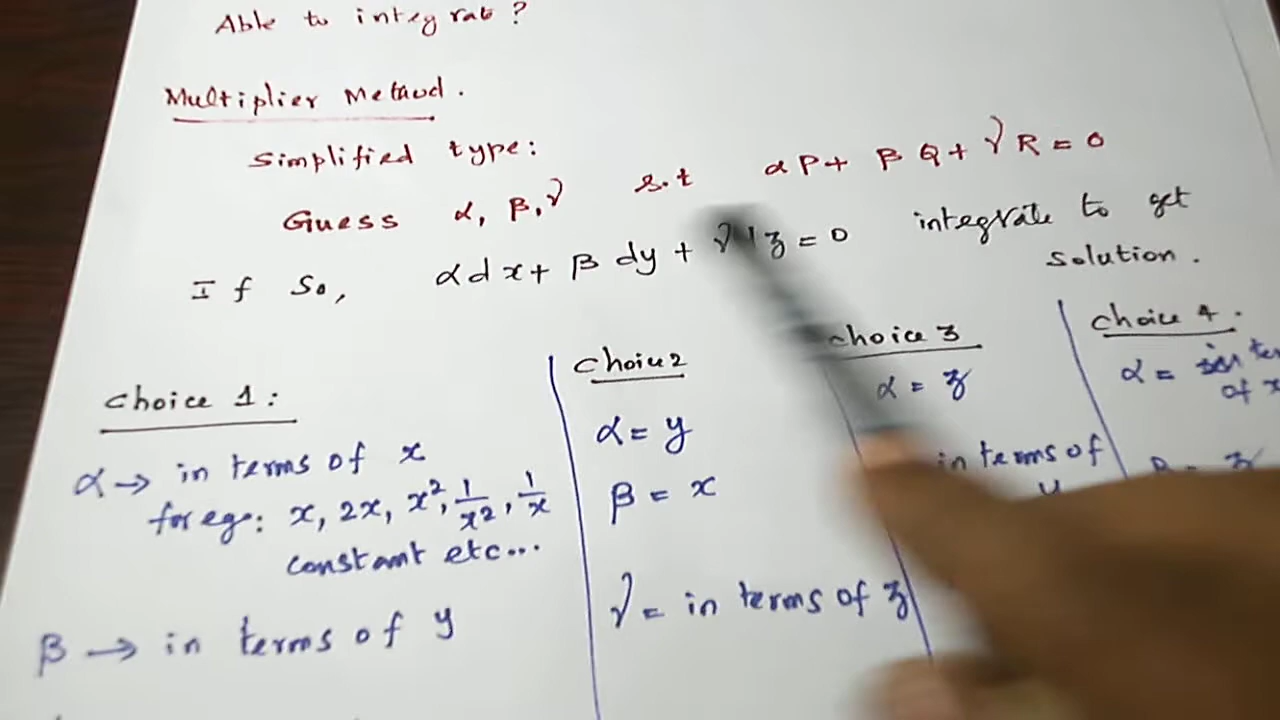 Able to integrate?
Multiplier Method.
Simplified type:
Guess α, β, γ s.t αP + βQ + γR = 0
If So, αdx + β dy + γ dz = 0 integrate to get
solution.
Choice 1:
α → in terms of x
for eg: x, 2x, x², 1/x², 1/x
constant etc...
β → in terms of y
Choice 2
α = y
β = x
γ = in terms of z
Choice 3
α = z
in terms of
y
Choice 4.
α = in
of x
z